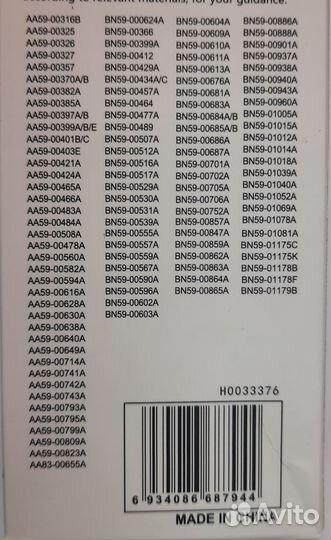 according to relevant materials, for your guidance.
AA59-00316B
AA59-00325
AA59-00326
AA59-00327
AA59-00357
AA59-00370A/B
AA59-00382A
AA59-00385A
AA59-00397A/B
AA59-00399A/B/E
AA59-00401B/C
AA59-00403E
AA59-00421A
AA59-00424A
AA59-00465A
AA59-00466A
AA59-00483A
AA59-00484A
AA59-00508A
AA59-00478A
AA59-00560A
AA59-00582A
AA59-00594A
AA59-00616A
AA59-00628A
AA59-00630A
AA59-00638A
AA59-00640A
AA59-00649A
AA59-00714A
AA59-00741A
AA59-00742A
AA59-00743A
AA59-00793A
AA59-00795A
AA59-00799A
AA59-00809A
AA59-00823A
AA83-00655A
BN59-000624A
BN59-00366
BN59-00399A
BN59-00412
BN59-00429A
BN59-00434A/C
BN59-00457A
BN59-00464
BN59-00477A
BN59-00489
BN59-00507A
BN59-00512A
BN59-00516A
BN59-00517A
BN59-00529A
BN59-00530A
BN59-00531A
BN59-00539A
BN59-00555A
BN59-00557A
BN59-00559A
BN59-00567A
BN59-00590A
BN59-00596A
BN59-00602A
BN59-00603A
BN59-00604A
BN59-00609A
BN59-00610A
BN59-00611A
BN59-00613A
BN59-00676A
BN59-00681A
BN59-00683A
BN59-00684A/B
BN59-00685A/B
BN59-00686A
BN59-00687A
BN59-00701A
BN59-00702A
BN59-00705A
BN59-00706A
BN59-00752A
BN59-00857A
BN59-00847A
BN59-00859A
BN59-00862A
BN59-00863A
BN59-00864A
BN59-00865A
BN59-00886A
BN59-00888A
BN59-00901A
BN59-00937A
BN59-00938A
BN59-00940A
BN59-00943A
BN59-00960A
BN59-01005A
BN59-01015A
BN59-01012A
BN59-01014A
BN59-01018A
BN59-01039A
BN59-01040A
BN59-01052A
BN59-01069A
BN59-01078A
BN59-01081A
BN59-01175C
BN59-01175K
BN59-01178B
BN59-01178F
BN59-01179B
H0033376
6 934086 687944
MADE IN CHINA
Avito